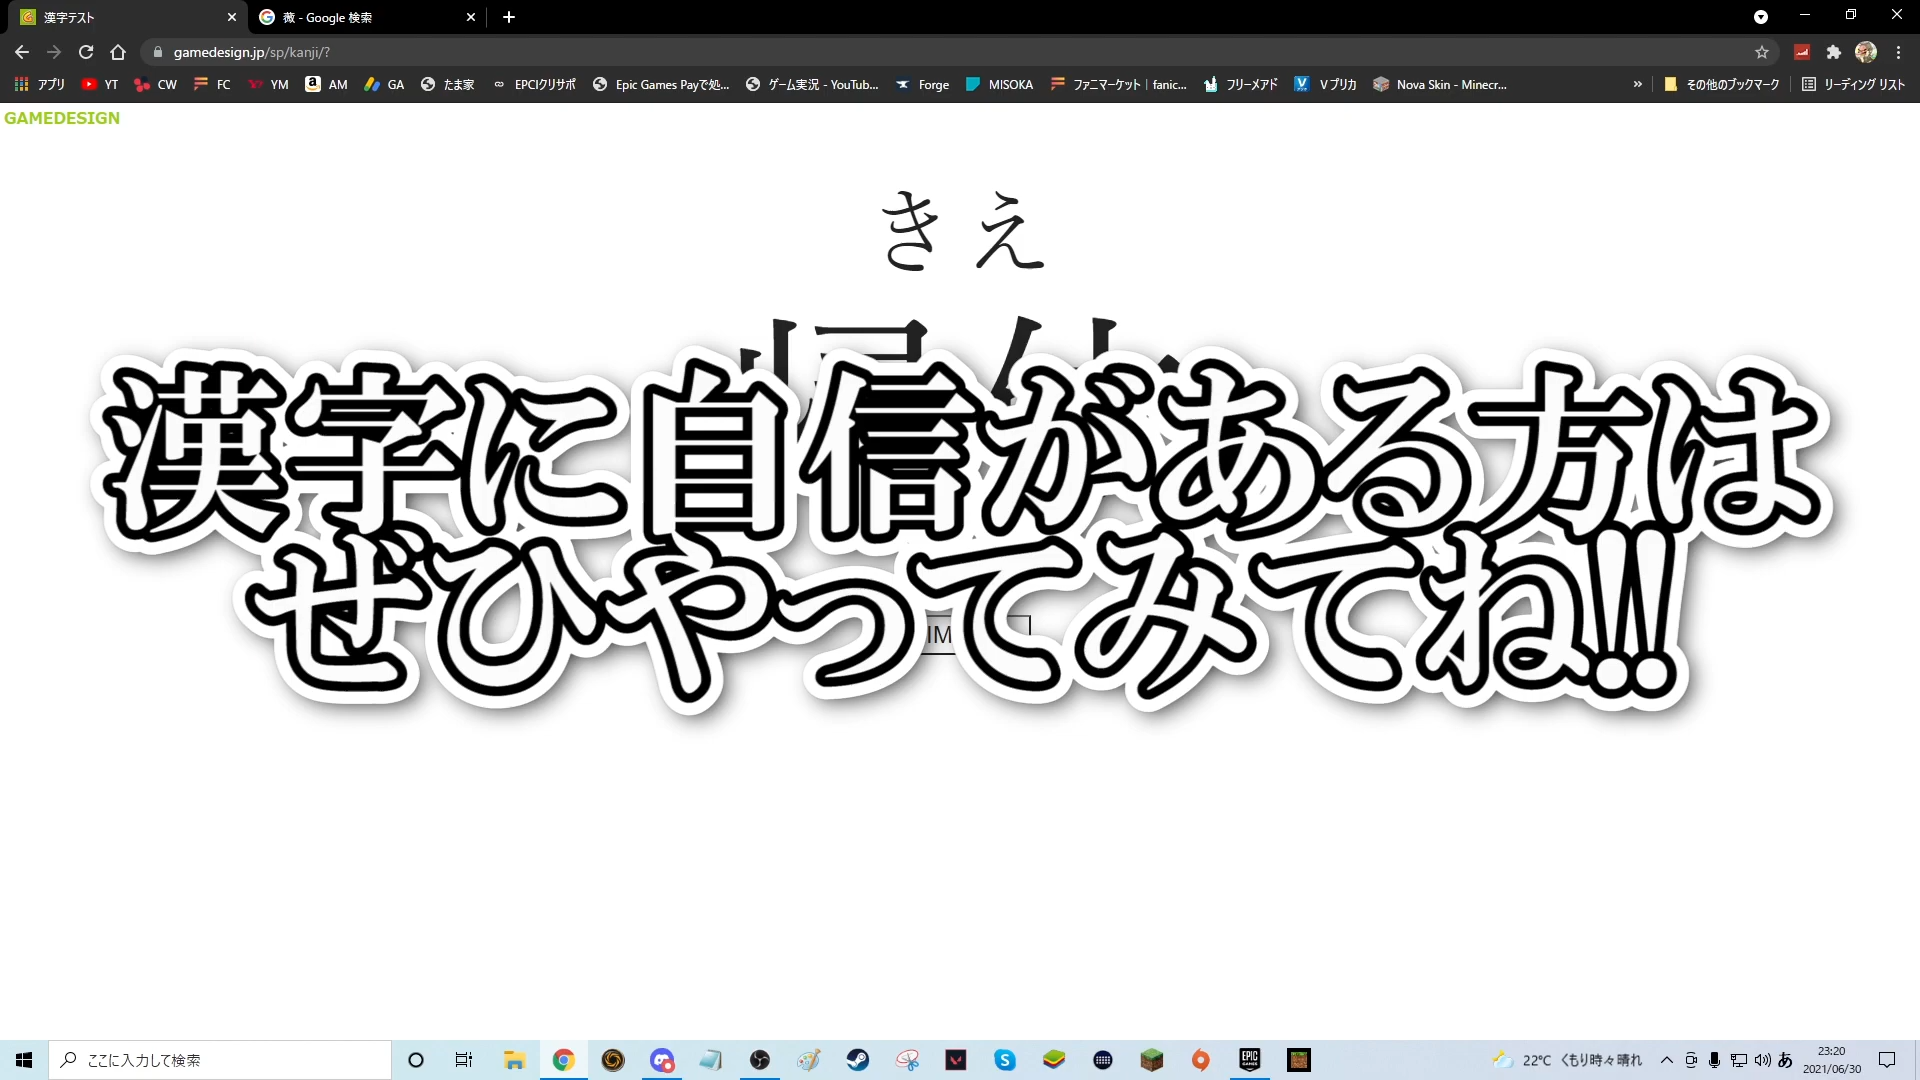 漢字テスト
薇 - Google 検索
gamedesign.jp/sp/kanji/?
アプリ YT CW FC YM AM GA たま家 EPCIクリサポ Epic Games Payで処... ゲーム実況 - YouTub... Forge MISOKA ファニマーケット | fanic... フリーメアド Vプリカ Nova Skin - Minecr... » その他のブックマーク リーディング リスト
GAMEDESIGN
きえ
漢字に自信がある方は
ぜひやってみてね!!
ここに入力して検索
22°C くもり時々晴れ
あ
23:20
2021/06/30